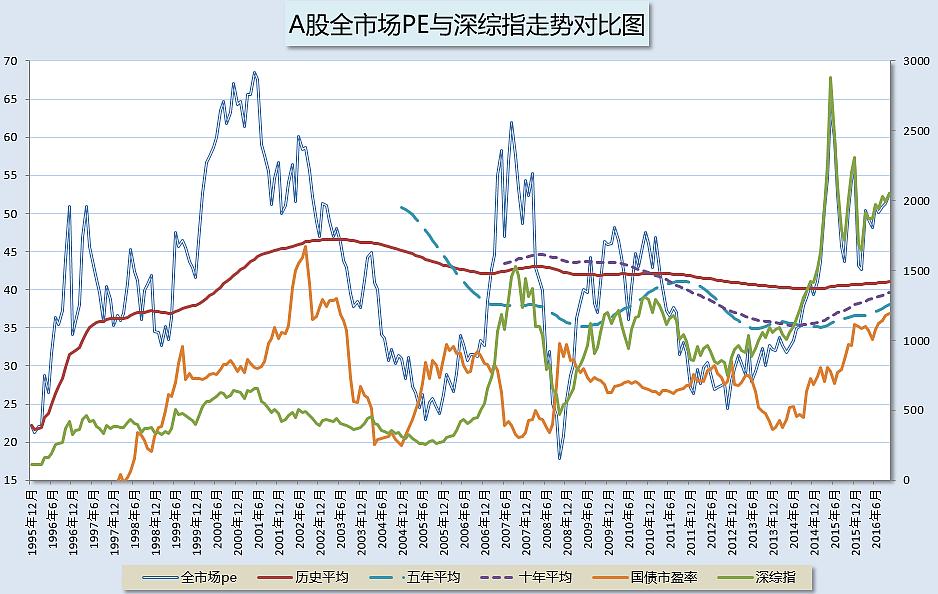 A股全市场PE与深综指走势对比图
70
65
60
55
50
45
40
35
30
25
20
15
3000
2500
2000
1500
1000
500
0
1995年12月
1996年6月
1996年12月
1997年6月
1997年12月
1998年6月
1998年12月
1999年6月
1999年12月
2000年6月
2000年12月
2001年6月
2001年12月
2002年6月
2002年12月
2003年6月
2003年12月
2004年6月
2004年12月
2005年6月
2005年12月
2006年6月
2006年12月
2007年6月
2007年12月
2008年6月
2008年12月
2009年6月
2009年12月
2010年6月
2010年12月
2011年6月
2011年12月
2012年6月
2012年12月
2013年6月
2013年12月
2014年6月
2014年12月
2015年6月
2015年12月
2016年6月
全市场pe 历史平均 五年平均 十年平均 国债市盈率 深综指